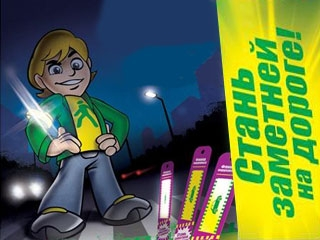 Стань
заметней
на дороге!